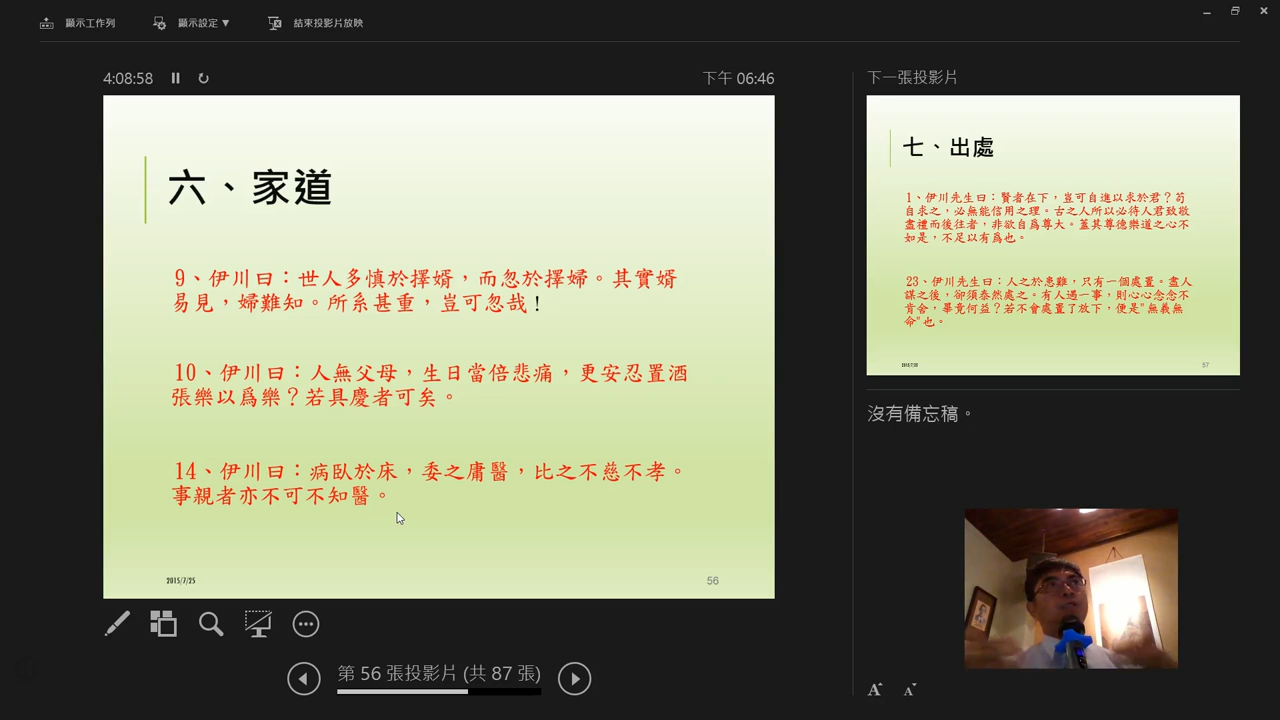 顯示工作列
顯示設定 ▼
結束投影片放映
4:08:58
下午 06:46
六、家道
9、伊川曰：世人多慎於擇婿，而忽於擇婦。其實婿
易見，婦難知。所系甚重，豈可忽哉！
10、伊川曰：人無父母，生日當倍悲痛，更安忍置酒
張樂以爲樂？若具慶者可矣。
14、伊川曰：病臥於床，委之庸醫，比之不慈不孝。
事親者亦不可不知醫。
2015/7/25
56
第 56 張投影片 (共 87 張)
下一張投影片
七、出處
1、伊川先生曰：賢者在下，豈可自進以求於君？苟
自求之，必無能信用之理。古之人所以必待人君致敬
盡禮而後往者，非欲自爲尊大。蓋其尊德樂道之心不
如是，不足以有爲也。
23、伊川先生曰：人之於患難，只有一個處置。盡人
謀之後，卻須泰然處之。有人遇一事，則心心念念不
肯舍，畢竟何益？若不會處置了放下，便是"無義無
命"也。
57
沒有備忘稿。
A A